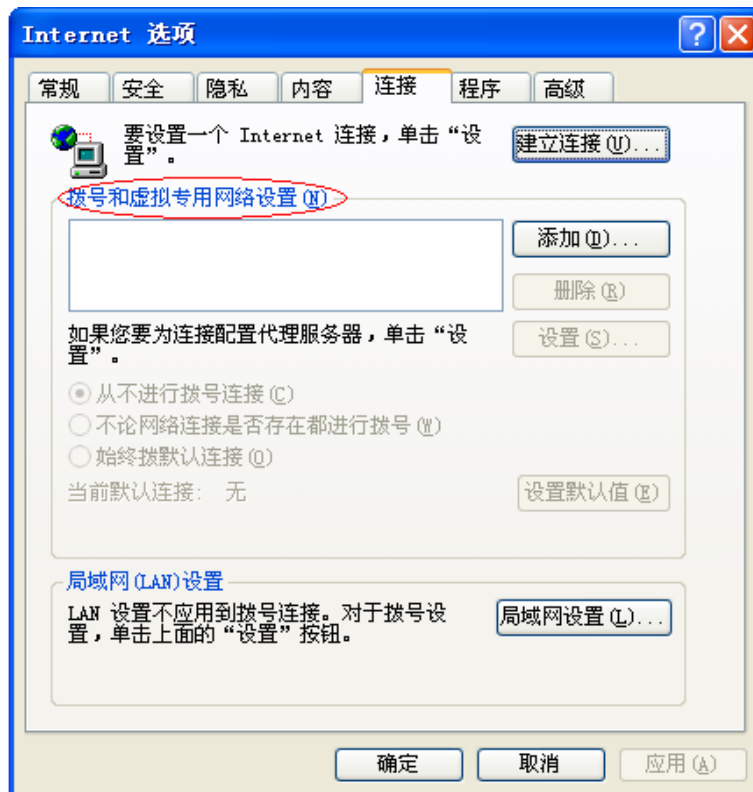 Internet 选项
常规 安全 隐私 内容 连接 程序 高级
要设置一个 Internet 连接，单击“设
置”。
建立连接(U)...
拨号和虚拟专用网络设置(N)
添加(D)...
删除(R)
如果您要为连接配置代理服务器，单击“设
置”。
设置(S)...
从不进行拨号连接(C)
不论网络连接是否存在都进行拨号(W)
始终拨默认连接(O)
当前默认连接： 无
设置默认值(E)
局域网(LAN)设置
LAN 设置不应用到拨号连接。对于拨号设
置，单击上面的“设置”按钮。
局域网设置(L)...
确定 取消 应用(A)